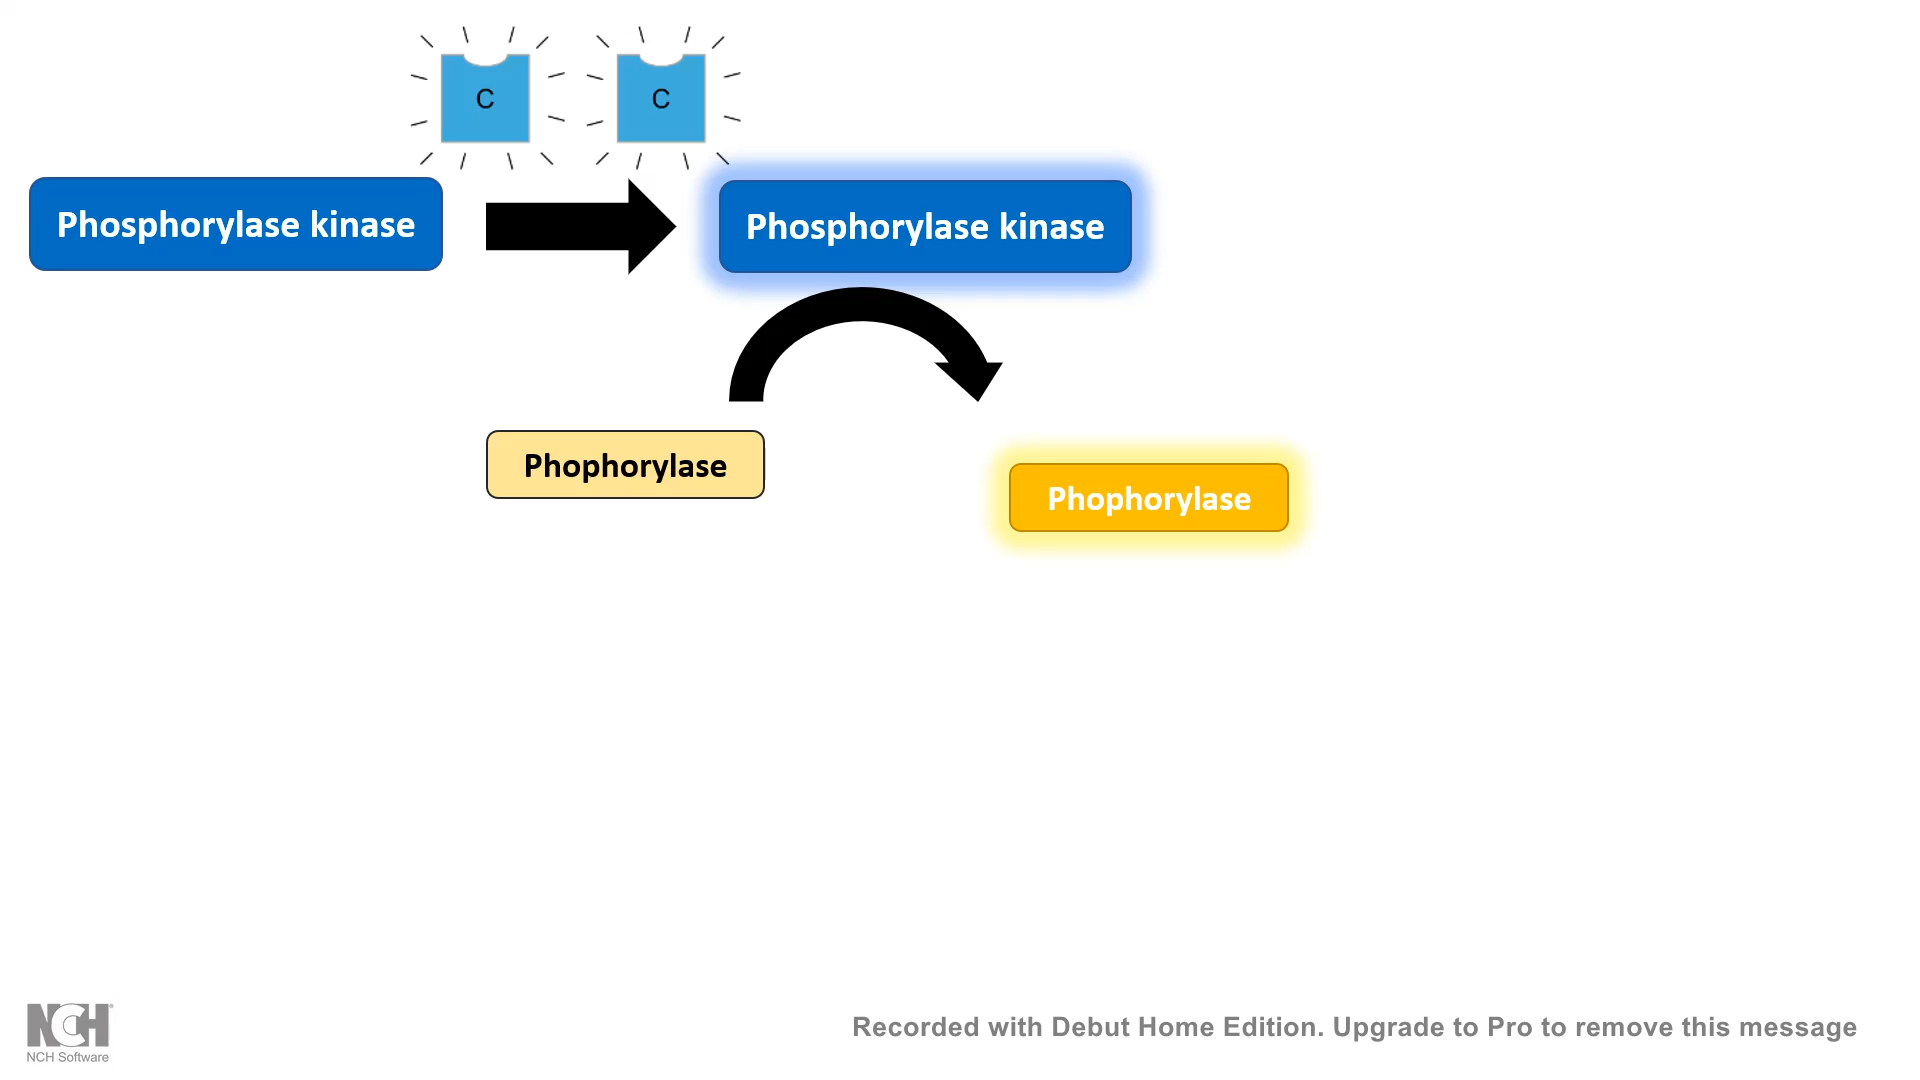 C
C
Phosphorylase kinase
Phosphorylase kinase
Phophorylase
Phophorylase
NCH
NCH Software
Recorded with Debut Home Edition. Upgrade to Pro to remove this message